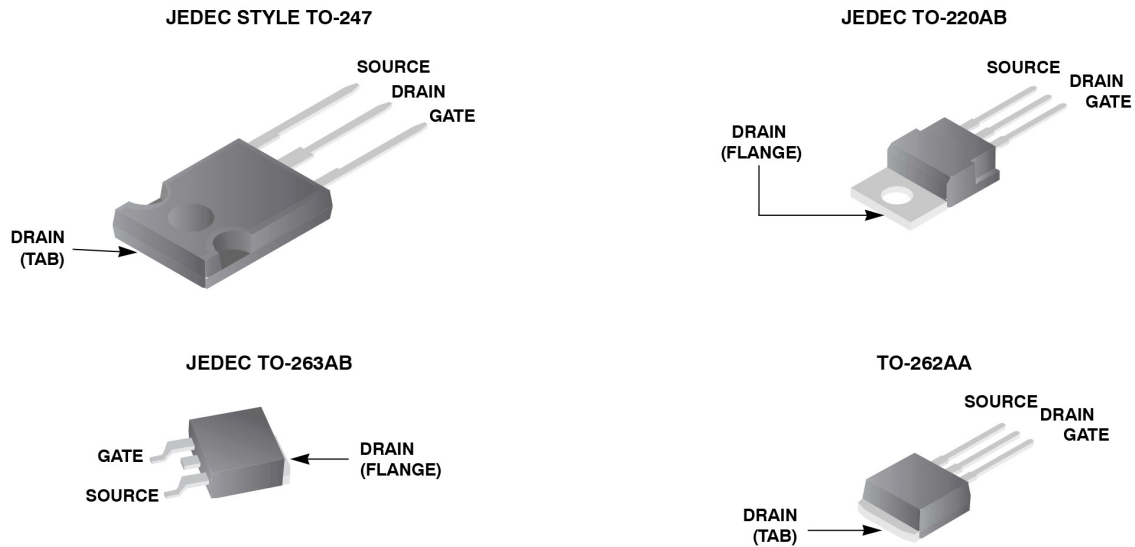 JEDEC STYLE TO-247
SOURCE
DRAIN
GATE
DRAIN
(TAB)
JEDEC TO-220AB
SOURCE
DRAIN
GATE
DRAIN
(FLANGE)
JEDEC TO-263AB
GATE
SOURCE
DRAIN
(FLANGE)
TO-262AA
SOURCE
DRAIN
GATE
DRAIN
(TAB)